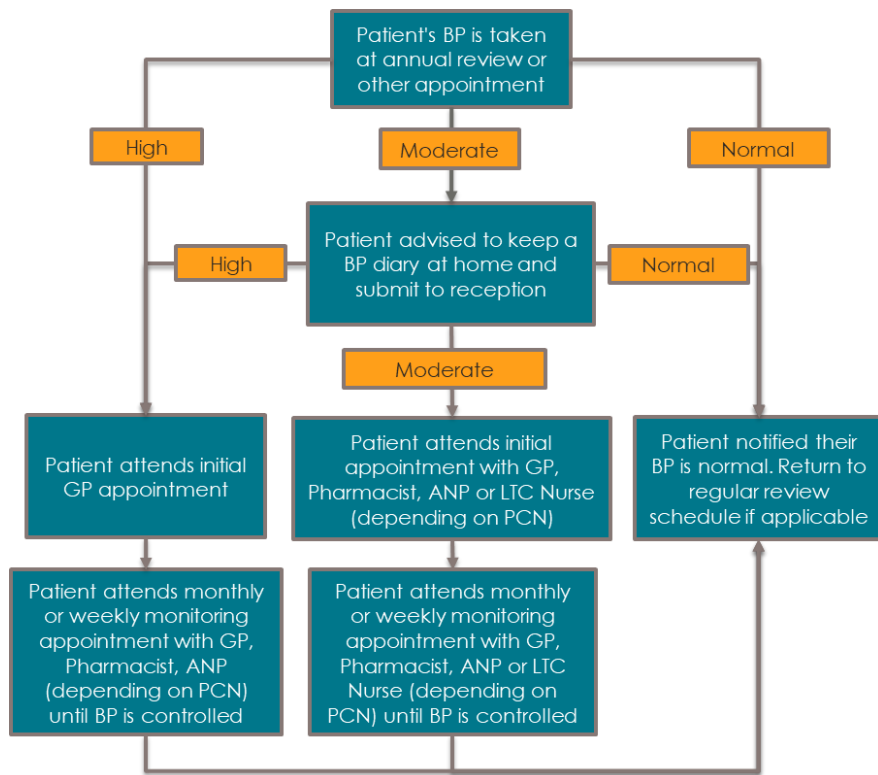 Patient's BP is taken
at annual review or
other appointment
High
Moderate
Normal
Patient advised to keep a
BP diary at home and
submit to reception
High
Normal
Moderate
Patient attends initial
GP appointment
Patient attends initial
appointment with GP,
Pharmacist, ANP or LTC Nurse
(depending on PCN)
Patient notified their
BP is normal. Return to
regular review
schedule if applicable
Patient attends monthly
or weekly monitoring
appointment with GP,
Pharmacist, ANP
(depending on PCN)
until BP is controlled
Patient attends monthly
or weekly monitoring
appointment with GP,
Pharmacist, ANP or LTC
Nurse (depending on
PCN) until BP is controlled